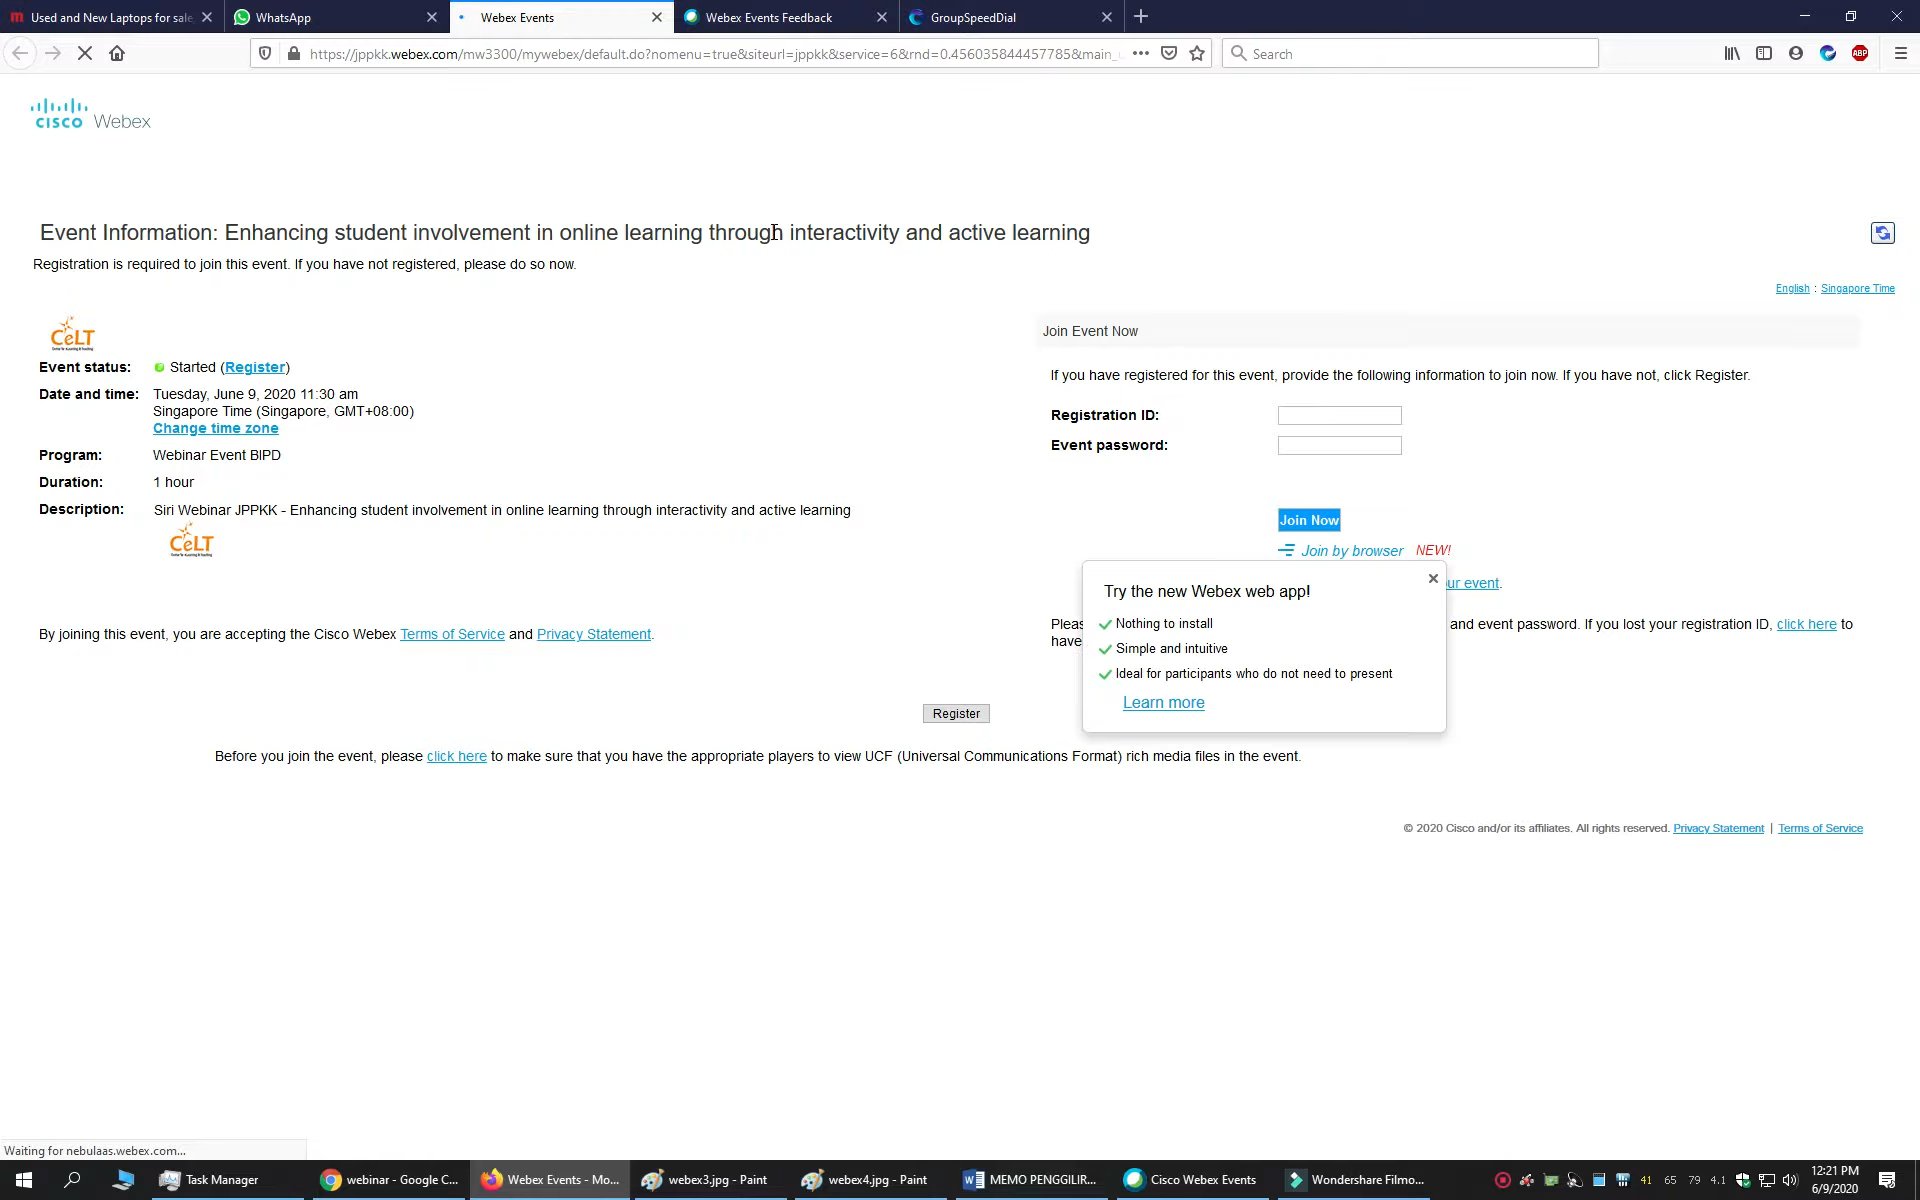 Used and New Laptops for sale,
WhatsApp
Webex Events
Webex Events Feedback
GroupSpeedDial
https://jppkk.webex.com/mw3300/mywebex/default.do?nomenu=true&siteurl=jppkk&service=6&rnd=0.456035844457785&main_
Search
ABP
CISCO Webex
Event Information: Enhancing student involvement in online learning through interactivity and active learning
Registration is required to join this event. If you have not registered, please do so now.
English : Singapore Time
CeLT
Join Event Now
Event status: Started (Register)
If you have registered for this event, provide the following information to join now. If you have not, click Register.
Date and time: Tuesday, June 9, 2020 11:30 am
Singapore Time (Singapore, GMT+08:00)
Change time zone
Registration ID:
Event password:
Program: Webinar Event BIPD
Duration: 1 hour
Description: Siri Webinar JPPKK - Enhancing student involvement in online learning through interactivity and active learning
CeLT
Join Now
Join by browser NEW!
our event.
Try the new Webex web app!
Nothing to install
Simple and intuitive
Ideal for participants who do not need to present
Learn more
Pleas
and event password. If you lost your registration ID, click here to
have
By joining this event, you are accepting the Cisco Webex Terms of Service and Privacy Statement.
Register
Before you join the event, please click here to make sure that you have the appropriate players to view UCF (Universal Communications Format) rich media files in the event.
© 2020 Cisco and/or its affiliates. All rights reserved. Privacy Statement | Terms of Service
Waiting for nebulaas.webex.com...
Task Manager
webinar - Google C...
Webex Events - Mo...
webex3.jpg - Paint
webex4.jpg - Paint
MEMO PENGGILIR...
Cisco Webex Events
Wondershare Filmo...
41 65 79 4.1
12:21 PM
6/9/2020